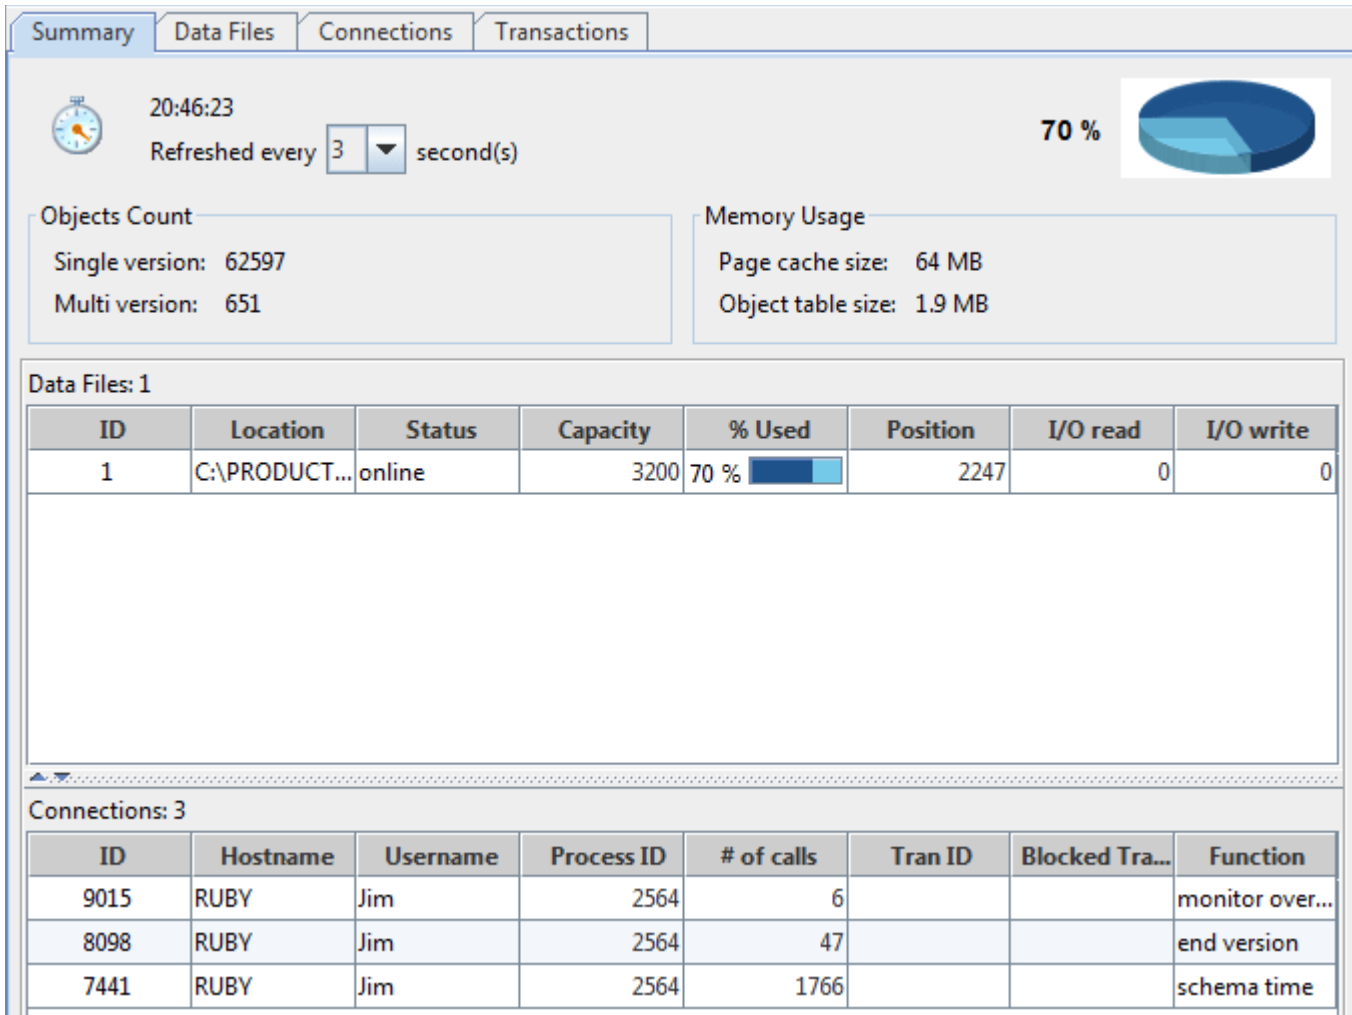 Summary Data Files Connections Transactions
20:46:23
Refreshed every 3 second(s)
70 %
Objects Count
Single version: 62597
Multi version: 651
Memory Usage
Page cache size: 64 MB
Object table size: 1.9 MB
Data Files: 1
ID Location Status Capacity % Used Position I/O read I/O write
1 C:\PRODUCT... online 3200 70 % 2247 0 0
Connections: 3
ID Hostname Username Process ID # of calls Tran ID Blocked Tra... Function
9015 RUBY Jim 2564 6 monitor over...
8098 RUBY Jim 2564 47 end version
7441 RUBY Jim 2564 1766 schema time